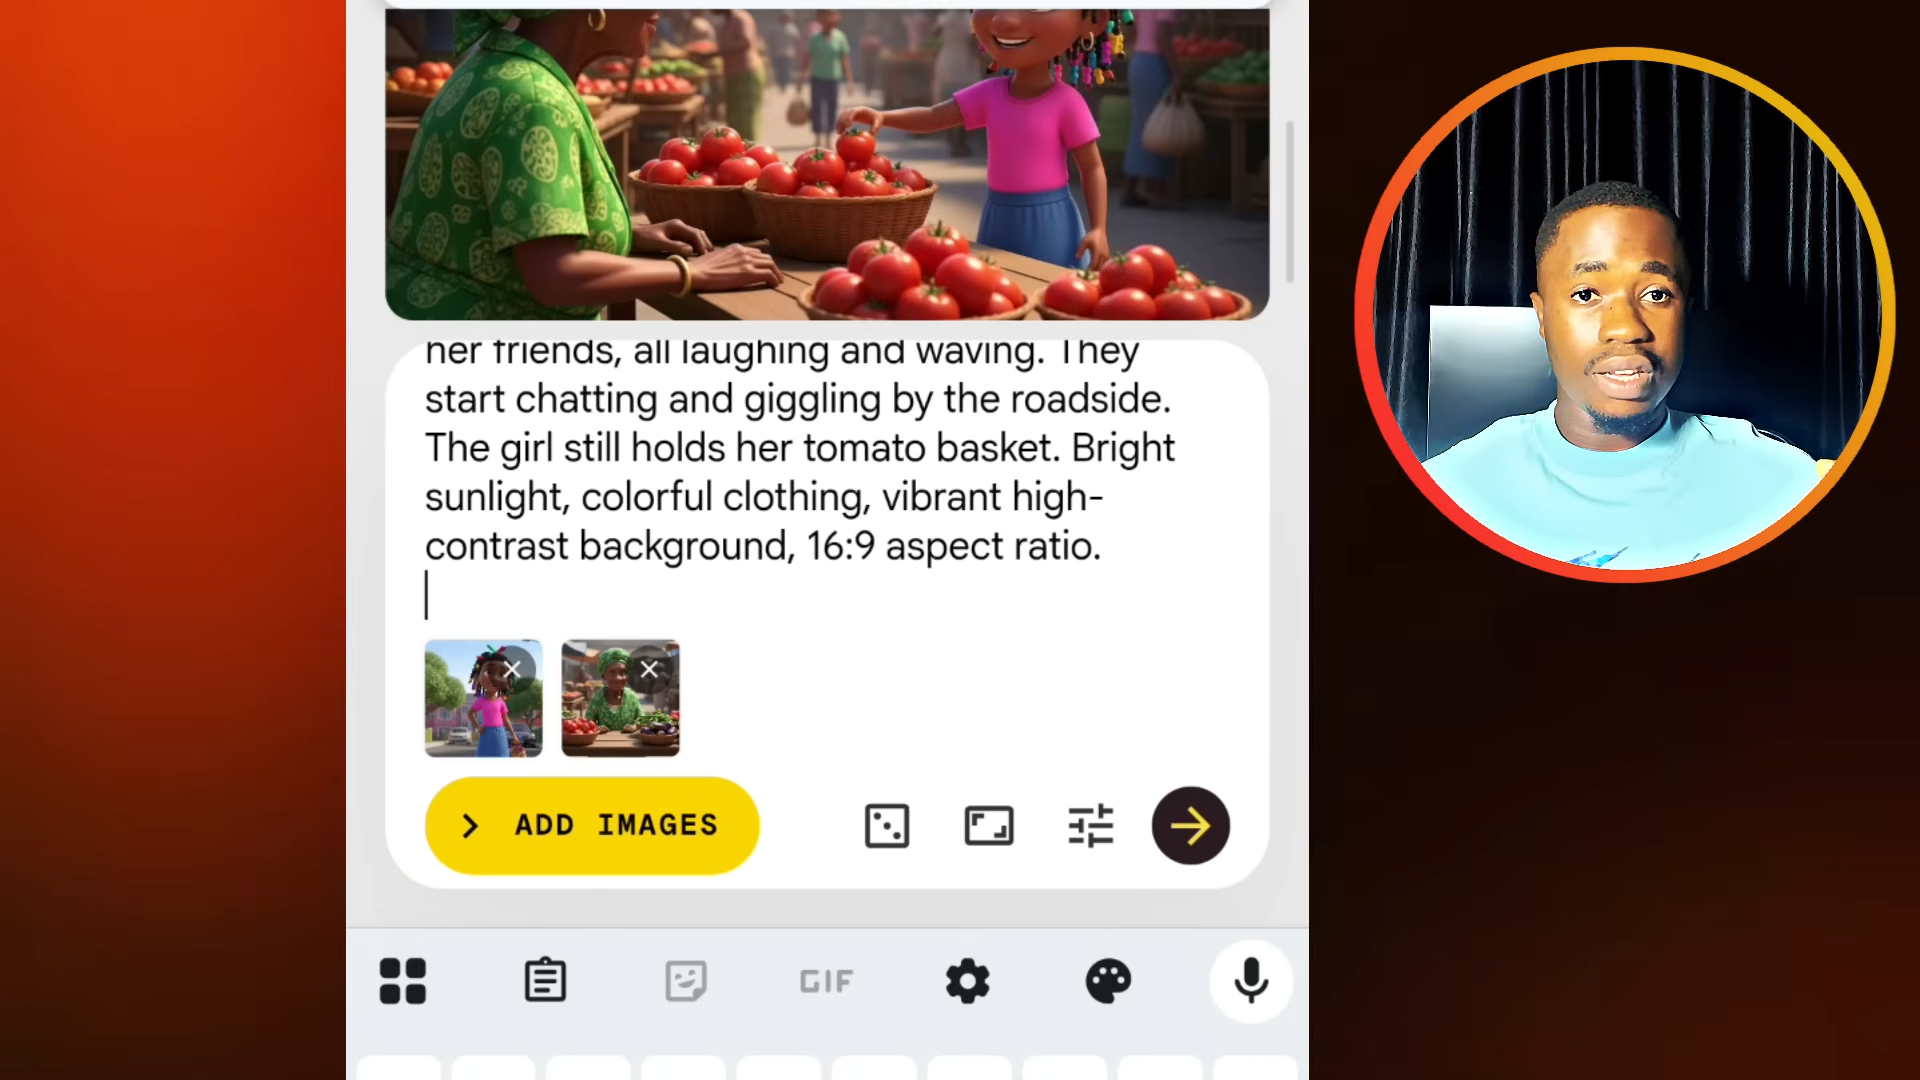 her friends, all laughing and waving. They
start chatting and giggling by the roadside.
The girl still holds her tomato basket. Bright
sunlight, colorful clothing, vibrant high-
contrast background, 16:9 aspect ratio.
ADD IMAGES
GIF